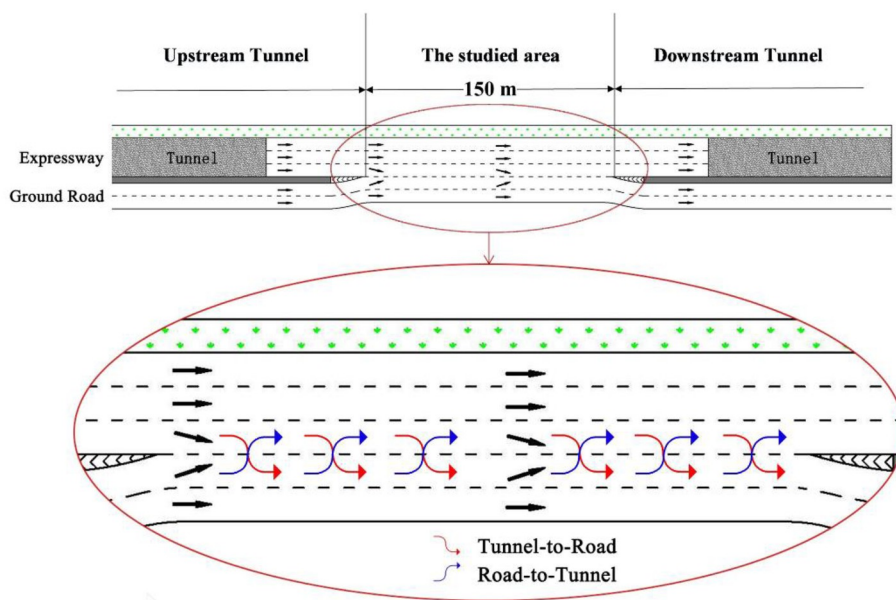 Upstream Tunnel The studied area Downstream Tunnel
150 m
Expressway Tunnel Tunnel
Ground Road
Tunnel-to-Road
Road-to-Tunnel